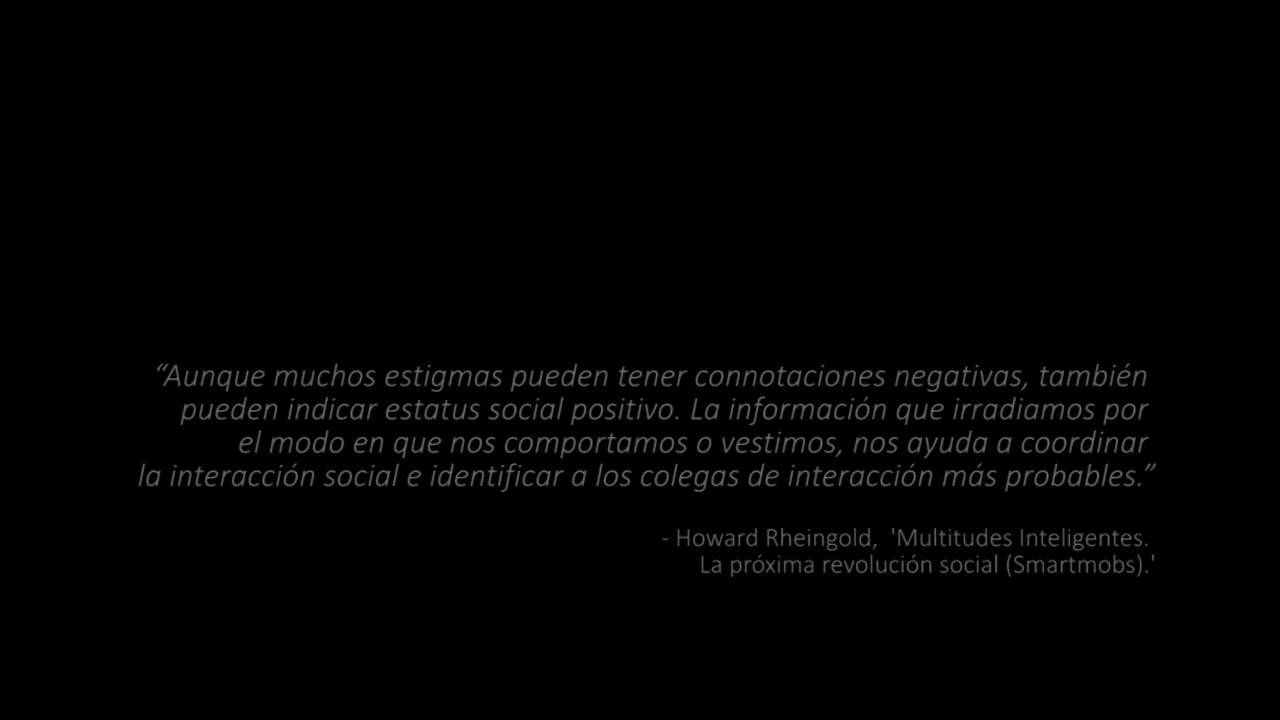 “Aunque muchos estigmas pueden tener connotaciones negativas, también
pueden indicar estatus social positivo. La información que irradiamos por
el modo en que nos comportamos o vestimos, nos ayuda a coordinar
la interacción social e identificar a los colegas de interacción más probables.”
- Howard Rheingold,  'Multitudes Inteligentes.
La próxima revolución social (Smartmobs).'